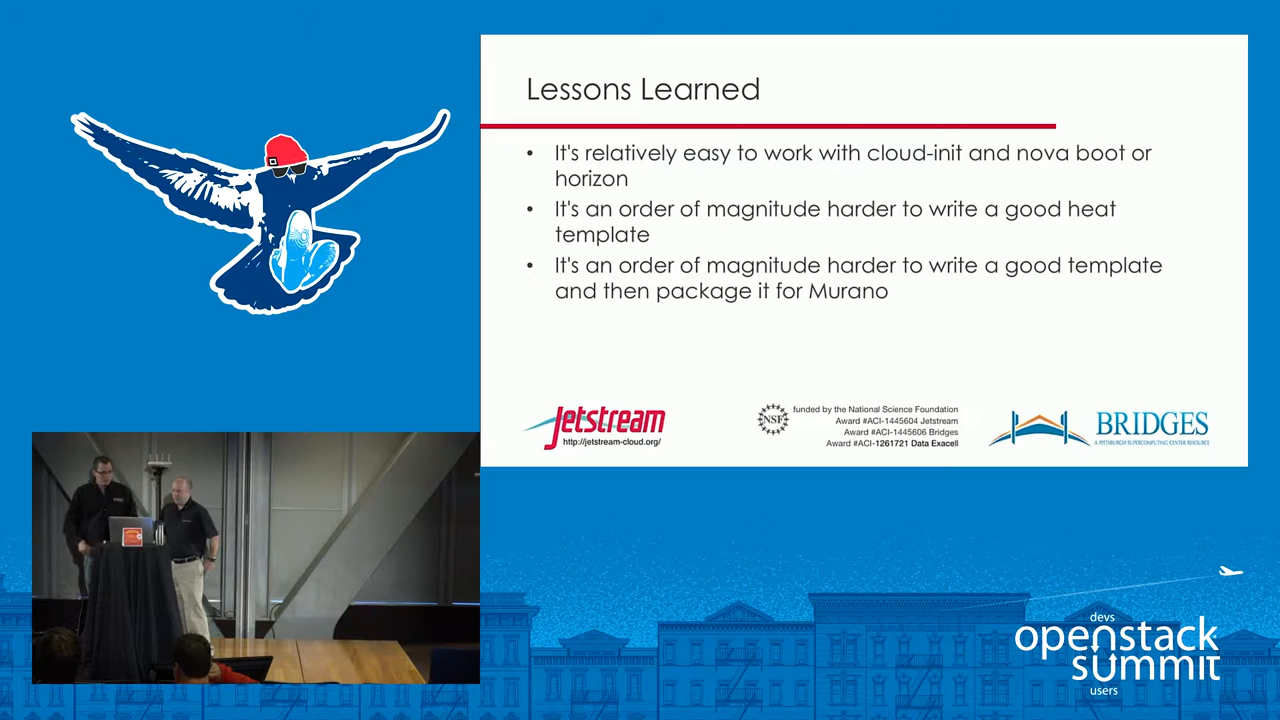 Lessons Learned
• It's relatively easy to work with cloud-init and nova boot or
horizon
• It's an order of magnitude harder to write a good heat
template
• It's an order of magnitude harder to write a good template
and then package it for Murano
Jetstream
http://jetstream-cloud.org/
NSF
funded by the National Science Foundation
Award #ACI-1445604 Jetstream
Award #ACI-1445606 Bridges
Award #ACI-1261721 Data Exacell
BRIDGES
A PITTSBURGH SUPERCOMPUTING CENTER RESOURCE
devs
openstack
summit
users